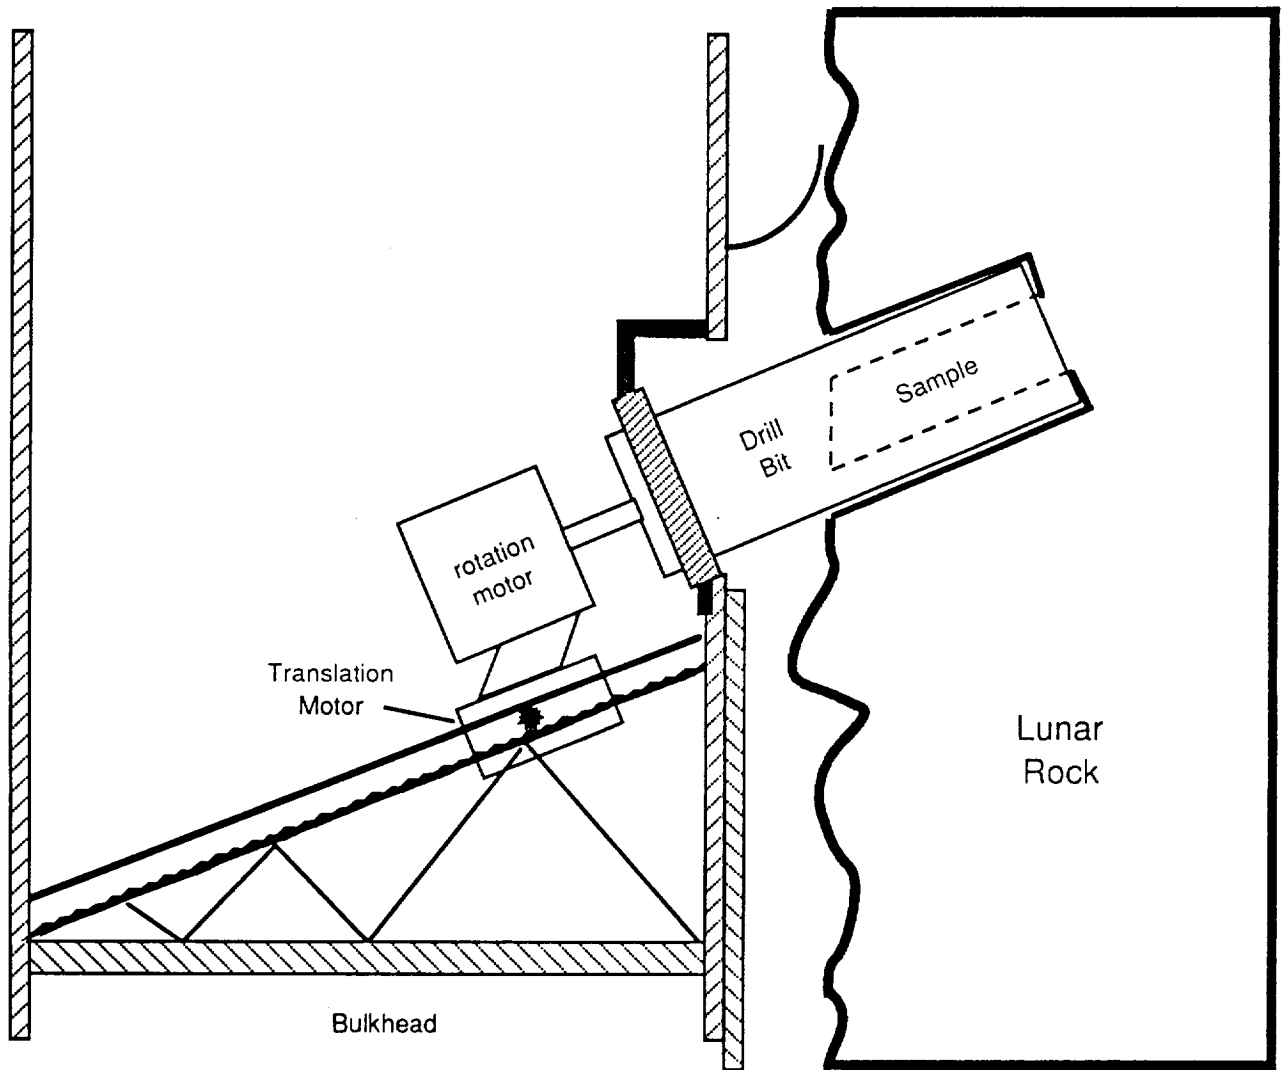 Sample
Drill
Bit
rotation
motor
Translation
Motor
Lunar
Rock
Bulkhead